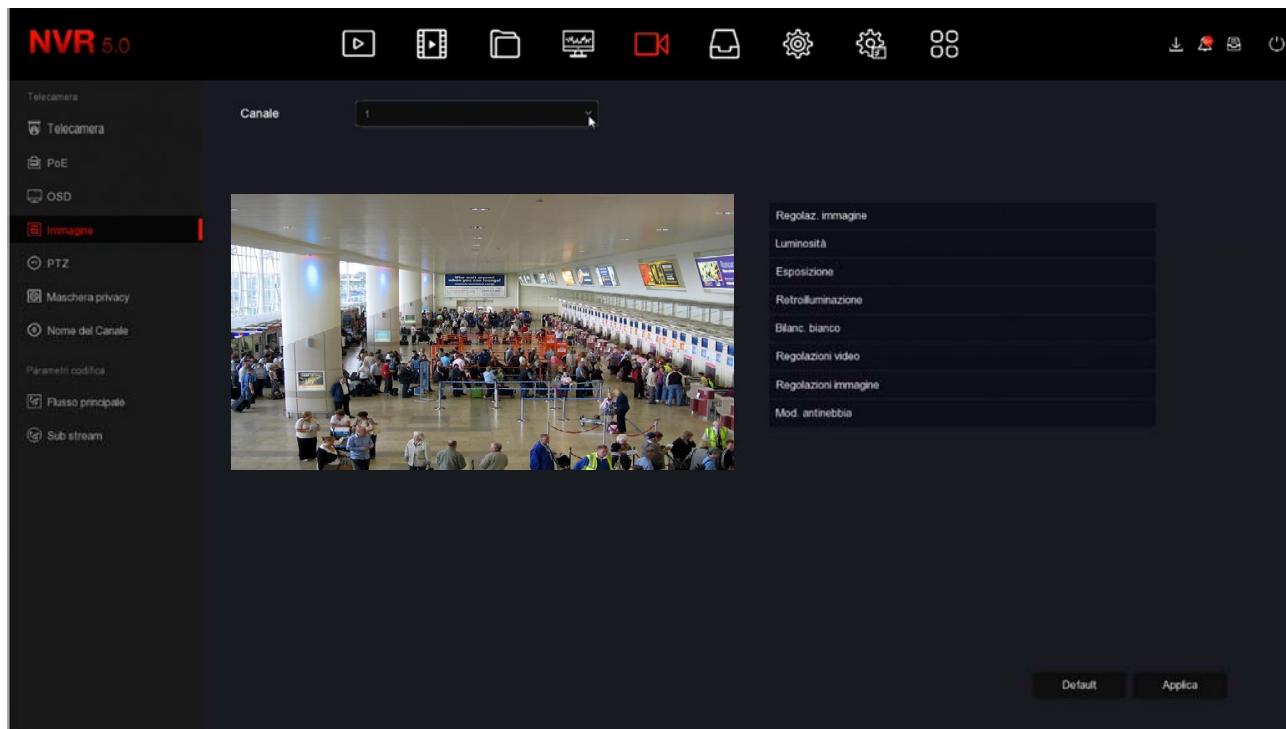 NVR 5.0
Telecamera
Telecamera
PoE
OSD
Immagine
PTZ
Maschera privacy
Nome del Canale
Parametri codifica
Flusso principale
Sub stream
Canale
1
Regolaz. immagine
Luminosità
Esposizione
Retroilluminazione
Bilanc. bianco
Regolazioni video
Regolazioni immagine
Mod. antinebbia
Default
Applica